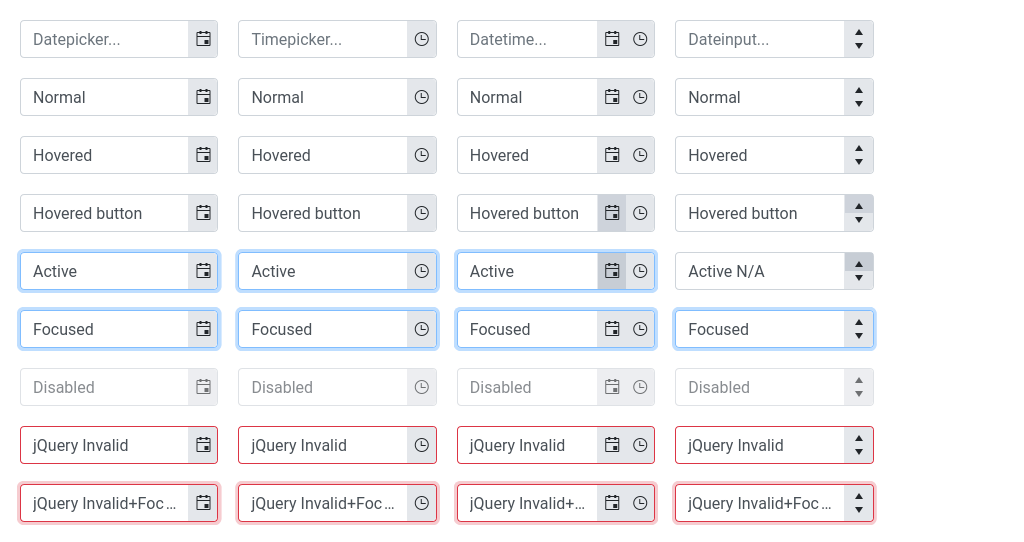 Datepicker... Timepicker... Datetime... Dateinput...
Normal Normal Normal Normal
Hovered Hovered Hovered Hovered
Hovered button Hovered button Hovered button Hovered button
Active Active Active Active N/A
Focused Focused Focused Focused
Disabled Disabled Disabled Disabled
jQuery Invalid jQuery Invalid jQuery Invalid jQuery Invalid
jQuery Invalid+Foc... jQuery Invalid+Foc... jQuery Invalid+... jQuery Invalid+Foc...